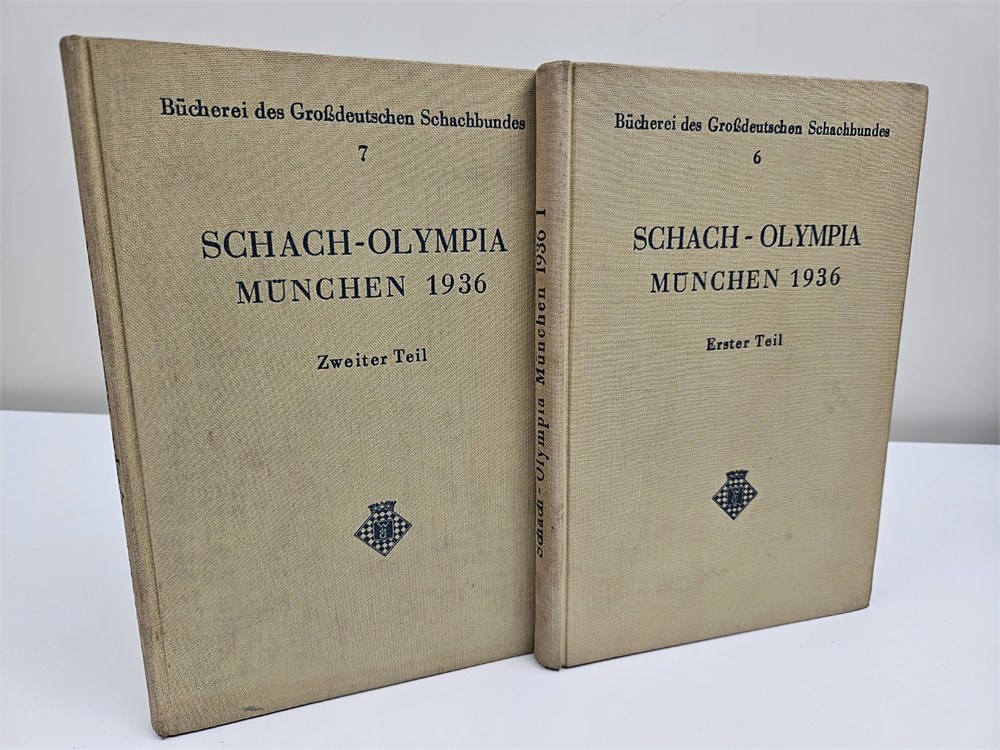 Bücherei des Großdeutschen Schachbundes
7
SCHACH-OLYMPIA
MÜNCHEN 1936
Zweiter Teil
Schach - Olympia München 1936 I
Bücherei des Großdeutschen Schachbundes
6
SCHACH - OLYMPIA
MÜNCHEN 1936
Erster Teil